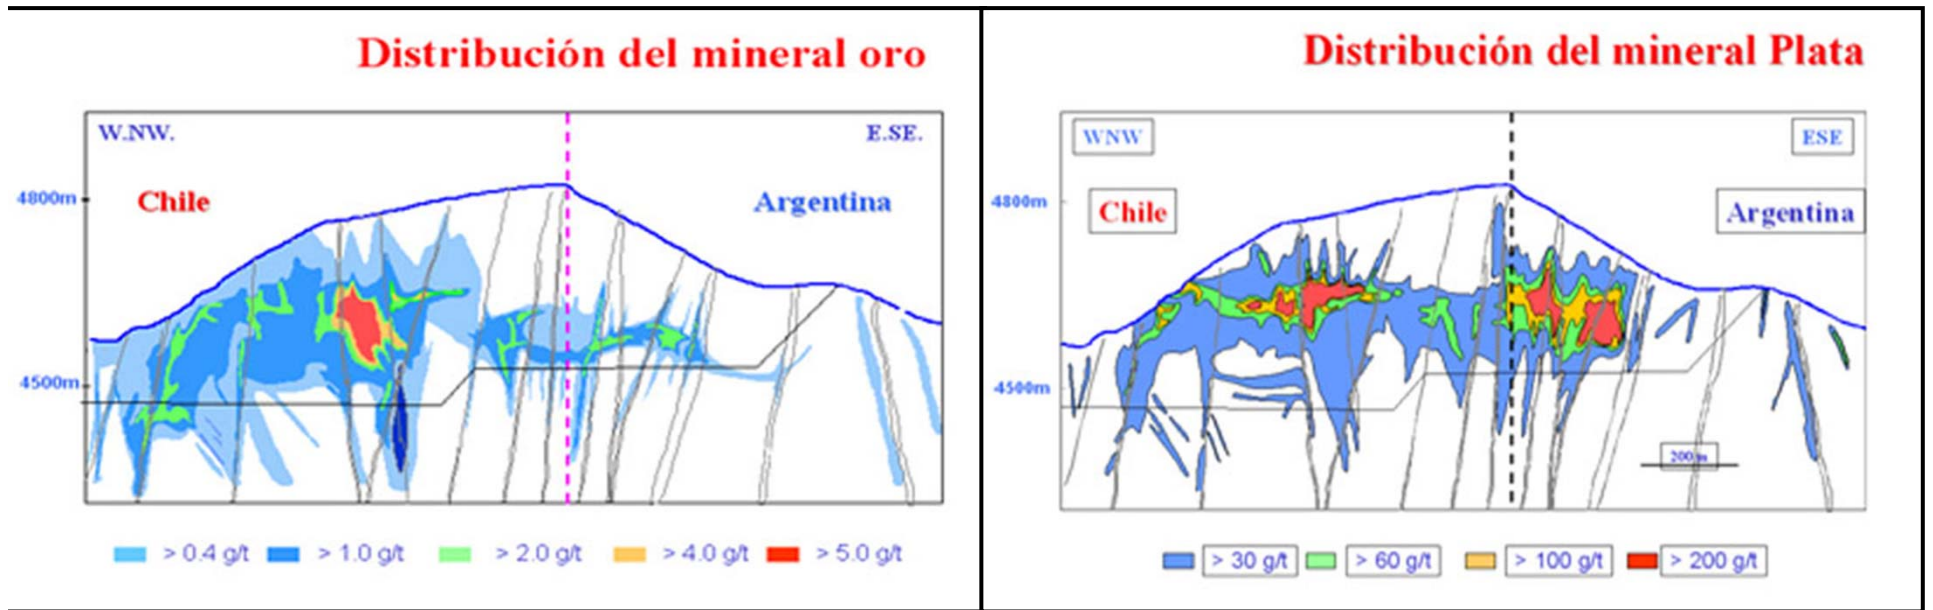 Distribución del mineral oro
W.NW.
E.SE.
4800m
Chile
Argentina
4500m
> 0.4 g/t
> 1.0 g/t
> 2.0 g/t
> 4.0 g/t
> 5.0 g/t
Distribución del mineral Plata
WNW
ESE
4800m
Chile
Argentina
4500m
200 m
> 30 g/t
> 60 g/t
> 100 g/t
> 200 g/t